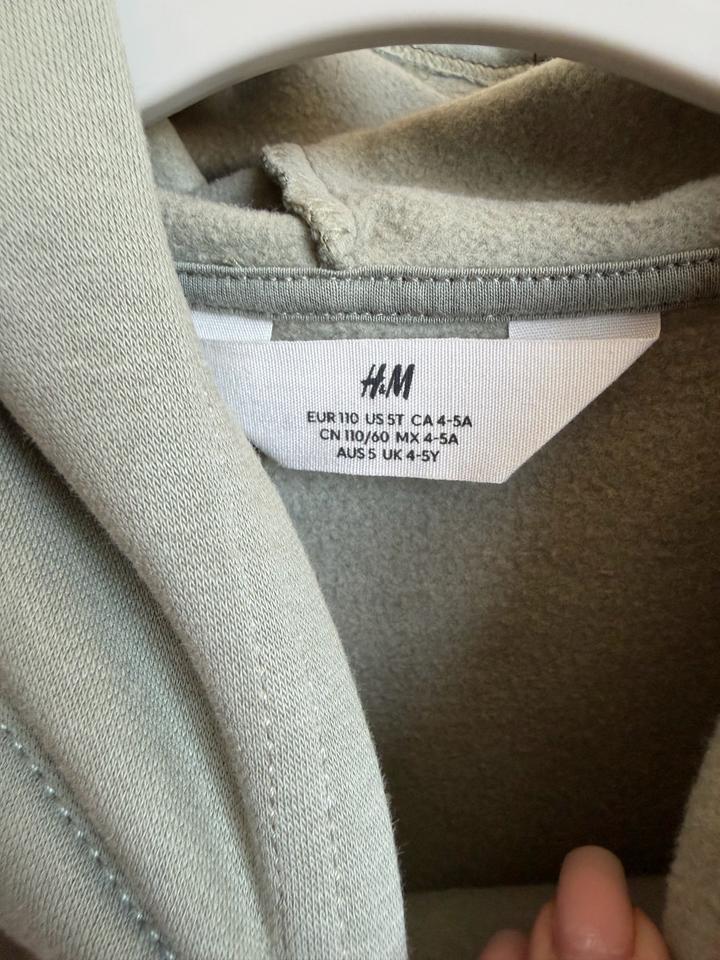 H&M
EUR 110 US 5T CA 4-5A
CN 110/60 MX 4-5A
AUS 5 UK 4-5Y